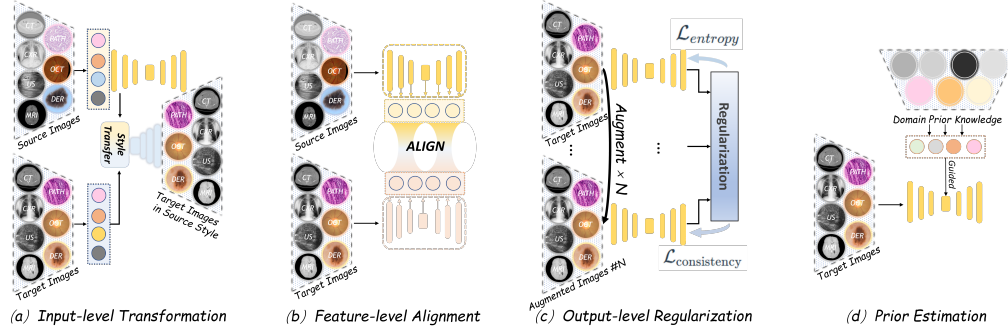 CT
PATH
CXR
OCT
US
DER
MRI
Source Images
Style
Transfer
CT
PATH
CXR
OCT
US
DER
MRI
Target Images
in Source Style
CT
PATH
CXR
OCT
US
DER
MRI
Target Images
(a) Input-level Transformation
CT
PATH
CXR
OCT
US
DER
MRI
Source Images
ALIGN
CT
PATH
CXR
OCT
US
DER
MRI
Target Images
(b) Feature-level Alignment
CT
PATH
CXR
OCT
US
DER
MRI
Target Images
Augment × N
...
...
CT
PATH
CXR
OCT
US
DER
MRI
Augmented Images #N
Lentropy
Regularization
Lconsistency
(c) Output-level Regularization
Domain Prior Knowledge
Guided
CT
PATH
CXR
OCT
US
DER
MRI
Target Images
(d) Prior Estimation